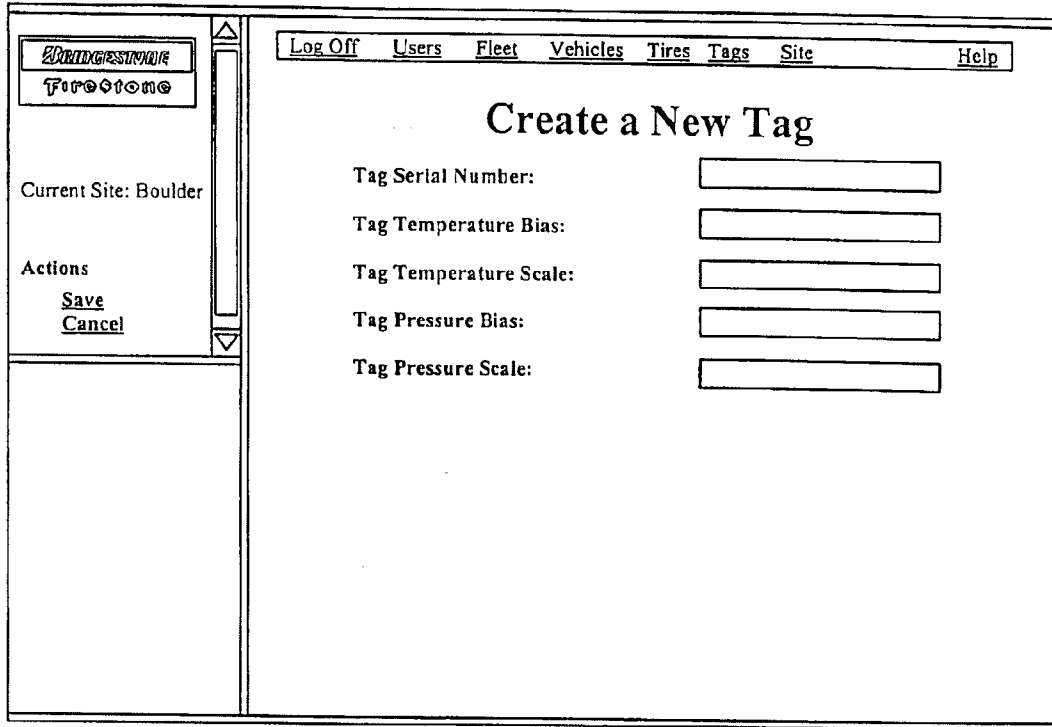 BRIDGESTONE
Firestone
Current Site: Boulder
Actions
Save
Cancel
Log Off Users Fleet Vehicles Tires Tags Site Help
Create a New Tag
Tag Serial Number:
Tag Temperature Bias:
Tag Temperature Scale:
Tag Pressure Bias:
Tag Pressure Scale: